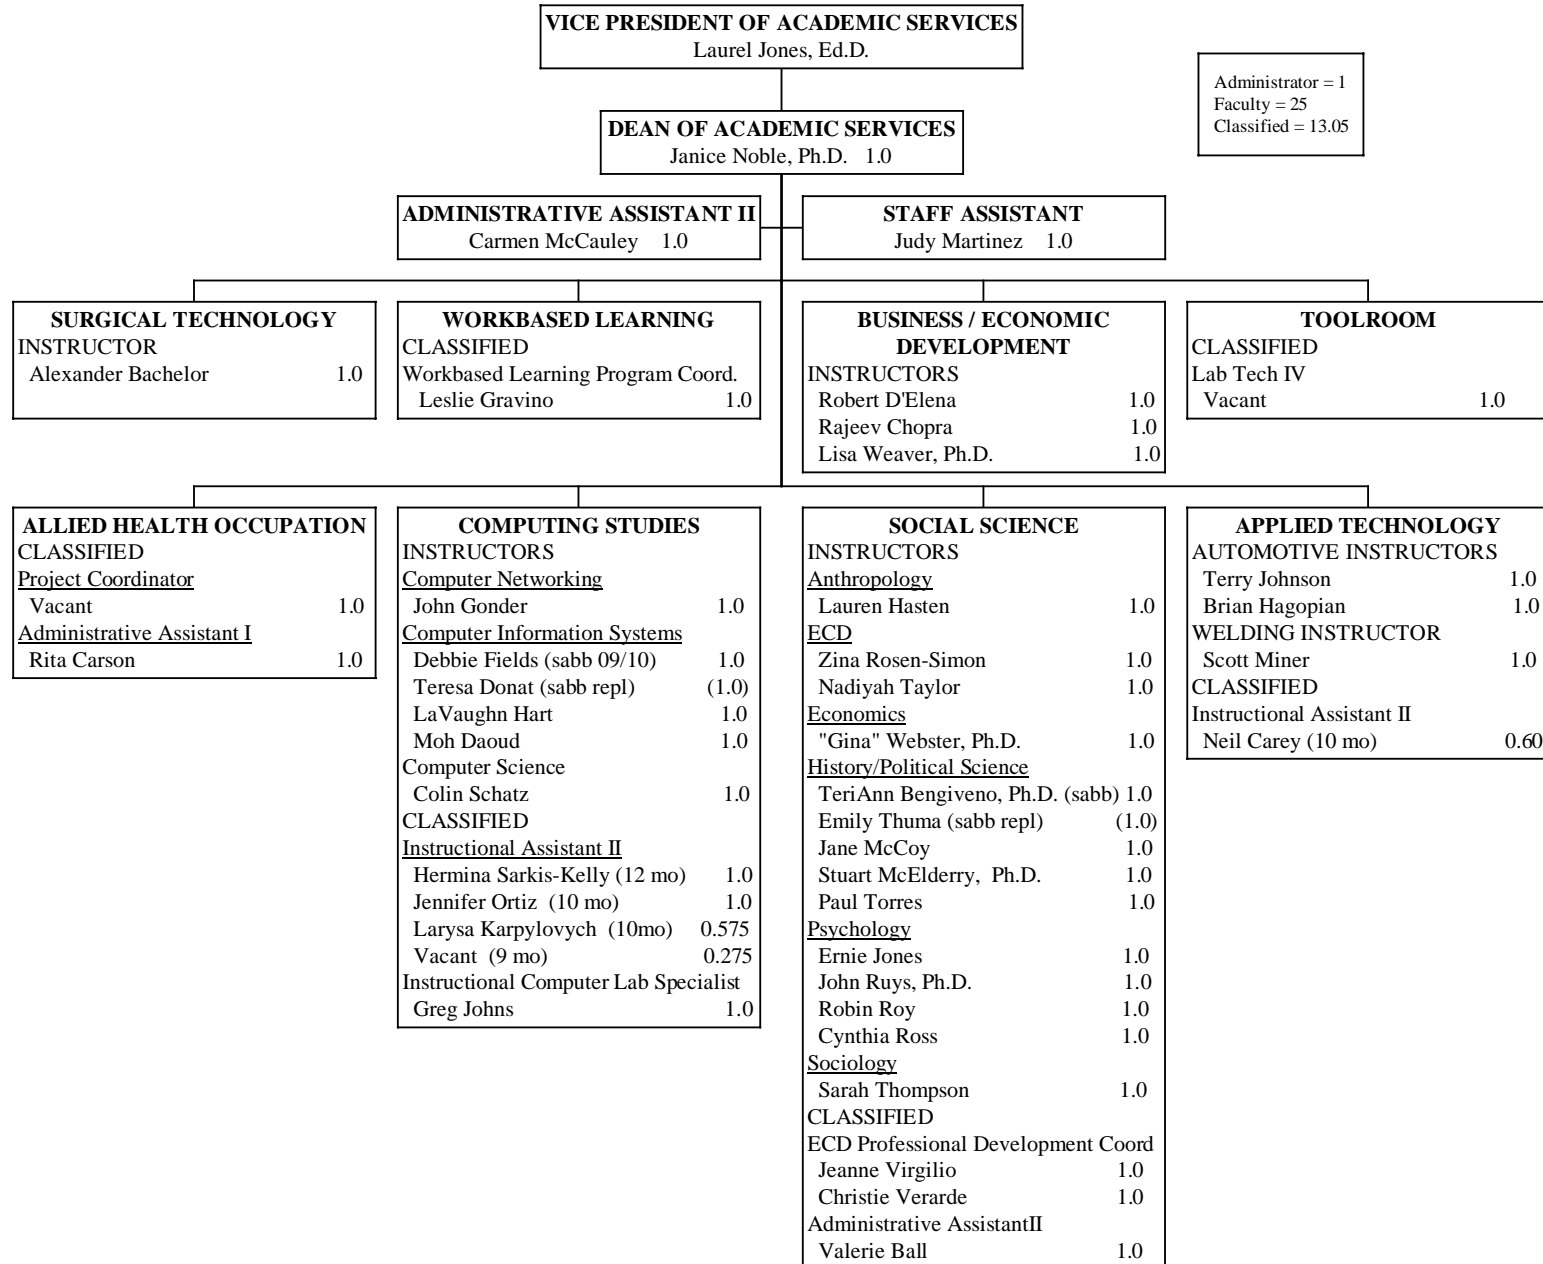 VICE PRESIDENT OF ACADEMIC SERVICES
Laurel Jones, Ed.D.
Administrator = 1
Faculty = 25
Classified = 13.05
DEAN OF ACADEMIC SERVICES
Janice Noble, Ph.D. 1.0
ADMINISTRATIVE ASSISTANT II
Carmen McCauley 1.0
STAFF ASSISTANT
Judy Martinez 1.0
SURGICAL TECHNOLOGY
INSTRUCTOR
Alexander Bachelor 1.0
WORKBASED LEARNING
CLASSIFIED
Workbased Learning Program Coord.
Leslie Gravino 1.0
BUSINESS / ECONOMIC
DEVELOPMENT
INSTRUCTORS
Robert D'Elena 1.0
Rajeev Chopra 1.0
Lisa Weaver, Ph.D. 1.0
TOOLROOM
CLASSIFIED
Lab Tech IV
Vacant 1.0
ALLIED HEALTH OCCUPATION
CLASSIFIED
Project Coordinator
Vacant 1.0
Administrative Assistant I
Rita Carson 1.0
COMPUTING STUDIES
INSTRUCTORS
Computer Networking
John Gonder 1.0
Computer Information Systems
Debbie Fields (sabb 09/10) 1.0
Teresa Donat (sabb repl) (1.0)
LaVaughn Hart 1.0
Moh Daoud 1.0
Computer Science
Colin Schatz 1.0
CLASSIFIED
Instructional Assistant II
Hermina Sarkis-Kelly (12 mo) 1.0
Jennifer Ortiz (10 mo) 1.0
Larysa Karpylovych (10mo) 0.575
Vacant (9 mo) 0.275
Instructional Computer Lab Specialist
Greg Johns 1.0
SOCIAL SCIENCE
INSTRUCTORS
Anthropology
Lauren Hasten 1.0
ECD
Zina Rosen-Simon 1.0
Nadiyah Taylor 1.0
Economics
"Gina" Webster, Ph.D. 1.0
History/Political Science
TeriAnn Bengiveno, Ph.D. (sabb) 1.0
Emily Thuma (sabb repl) (1.0)
Jane McCoy 1.0
Stuart McElderry, Ph.D. 1.0
Paul Torres 1.0
Psychology
Ernie Jones 1.0
John Ruys, Ph.D. 1.0
Robin Roy 1.0
Cynthia Ross 1.0
Sociology
Sarah Thompson 1.0
CLASSIFIED
ECD Professional Development Coord
Jeanne Virgilio 1.0
Christie Verarde 1.0
Administrative AssistantII
Valerie Ball 1.0
APPLIED TECHNOLOGY
AUTOMOTIVE INSTRUCTORS
Terry Johnson 1.0
Brian Hagopian 1.0
WELDING INSTRUCTOR
Scott Miner 1.0
CLASSIFIED
Instructional Assistant II
Neil Carey (10 mo) 0.60